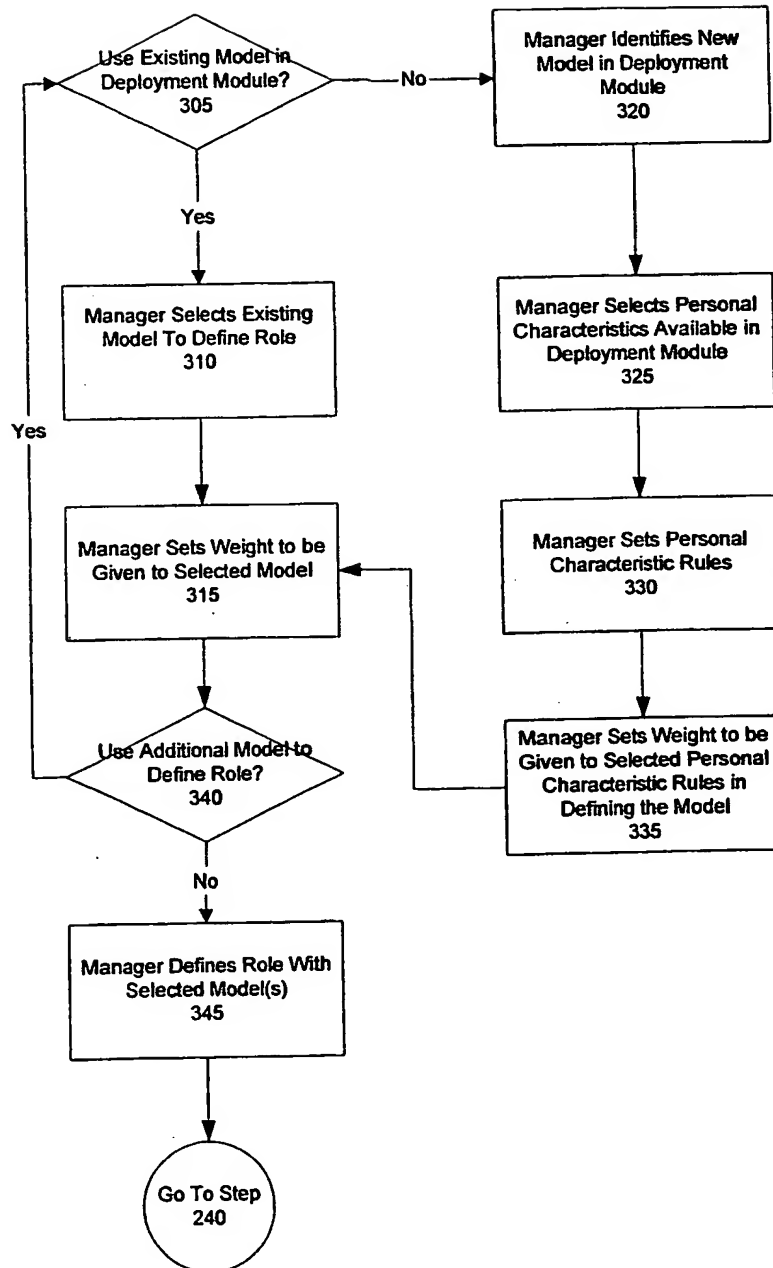 Use Existing Model in
Deployment Module?
305
No
Manager Identifies New
Model in Deployment
Module
320
Yes
Manager Selects Existing
Model To Define Role
310
Manager Selects Personal
Characteristics Available in
Deployment Module
325
Yes
Manager Sets Weight to be
Given to Selected Model
315
Manager Sets Personal
Characteristic Rules
330
Use Additional Model to
Define Role?
340
Manager Sets Weight to be
Given to Selected Personal
Characteristic Rules in
Defining the Model
335
No
Manager Defines Role With
Selected Model(s)
345
Go To Step
240